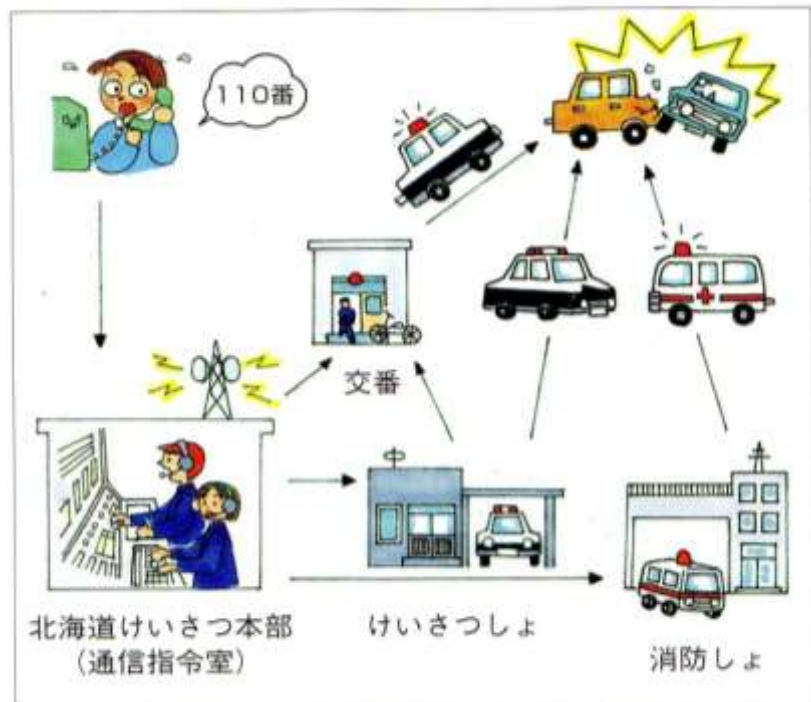 110番
交番
北海道けいさつ本部
（通信指令室）
けいさつしょ
消防しょ